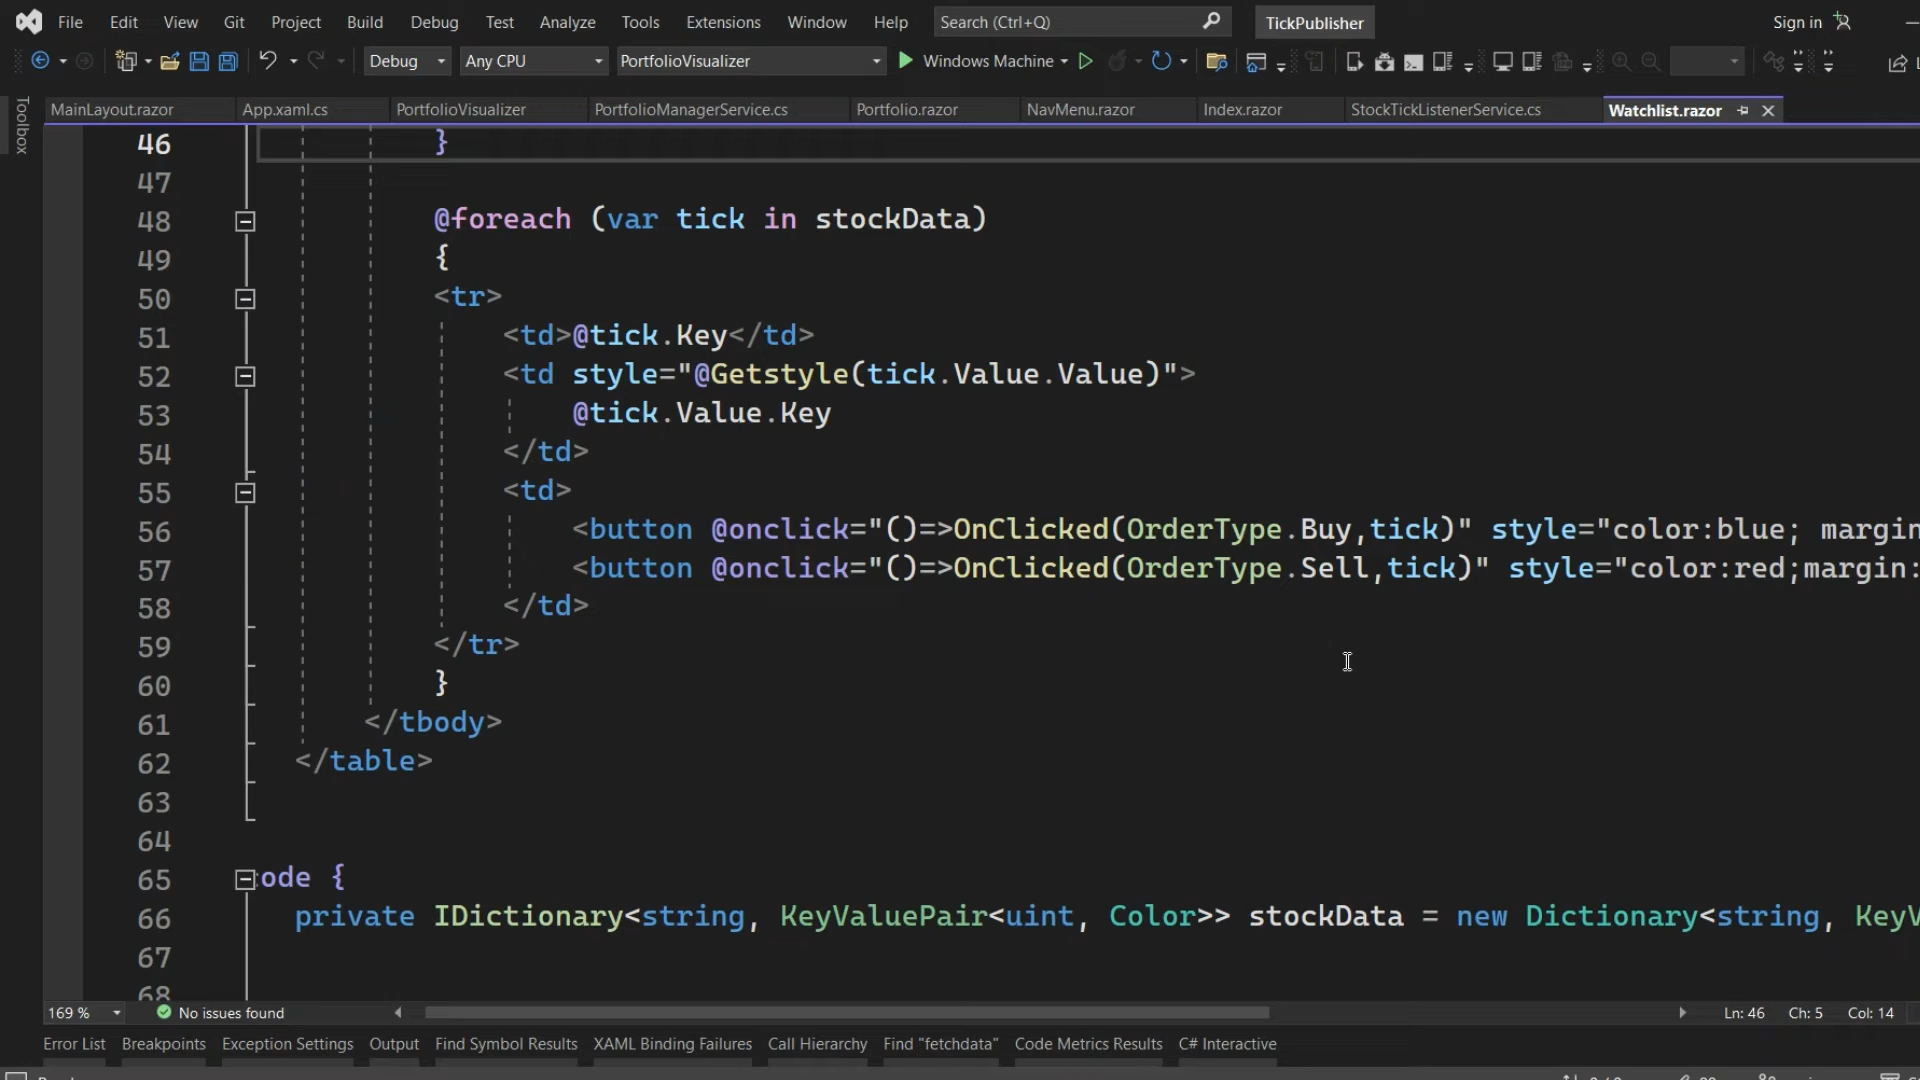 File Edit View Git Project Build Debug Test Analyze Tools Extensions Window Help Search (Ctrl+Q) TickPublisher Sign in
Debug Any CPU PortfolioVisualizer Windows Machine
Toolbox
MainLayout.razor App.xaml.cs PortfolioVisualizer PortfolioManagerService.cs Portfolio.razor NavMenu.razor Index.razor StockTickListenerService.cs Watchlist.razor
46 }
47
48 @foreach (var tick in stockData)
49 {
50 <tr>
51 <td>@tick.Key</td>
52 <td style="@Getstyle(tick.Value.Value)">
53 @tick.Value.Key
54 </td>
55 <td>
56 <button @onclick="()=>OnClicked(OrderType.Buy,tick)" style="color:blue; margin
57 <button @onclick="()=>OnClicked(OrderType.Sell,tick)" style="color:red;margin:
58 </td>
59 </tr>
60 }
61 </tbody>
62 </table>
63
64
65 ode {
66 private IDictionary<string, KeyValuePair<uint, Color>> stockData = new Dictionary<string, KeyV
67
68
169 % No issues found Ln: 46 Ch: 5 Col: 14
Error List Breakpoints Exception Settings Output Find Symbol Results XAML Binding Failures Call Hierarchy Find "fetchdata" Code Metrics Results C# Interactive